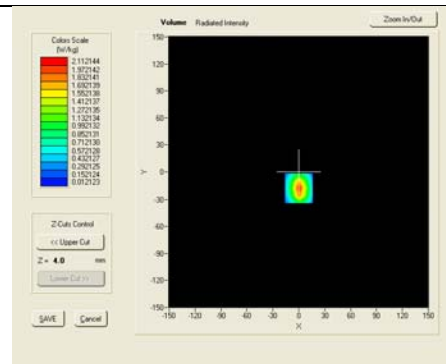 Volume Radiated Intensity
Zoom In/Out
Colors Scale
(W/kg)
2.112144
1.972142
1.832141
1.692139
1.552138
1.412137
1.272135
1.132134
0.992132
0.852131
0.712130
0.572128
0.432127
0.292125
0.152124
0.012123
Z-Cuts Control
<< Upper Cut
Z = 4.0 mm
Lower Cut >>
SAVE
Cancel
Y
150
120
90
60
30
0
-30
-60
-90
-120
-150
-150 -120 -90 -60 -30 0 30 60 90 120 150
X